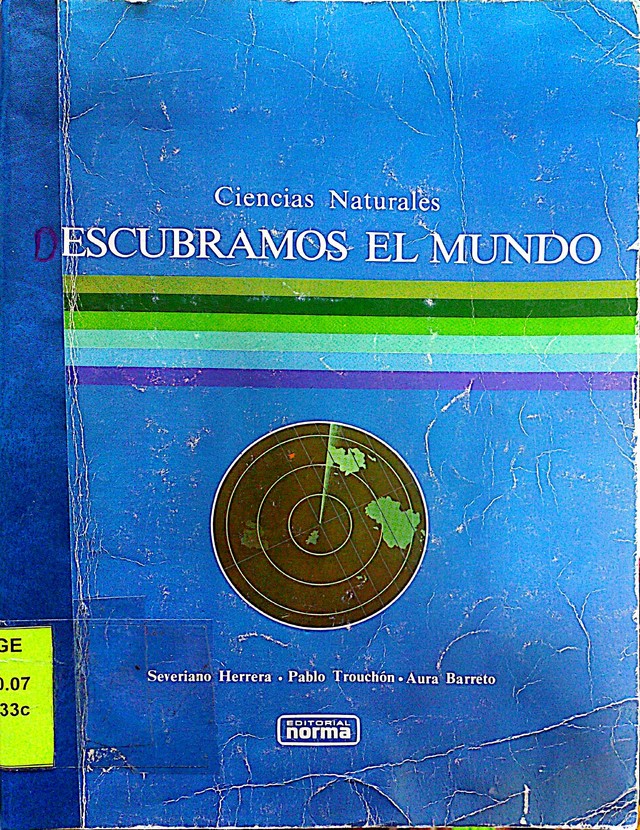 Ciencias Naturales
DESCUBRAMOS EL MUNDO
Severiano Herrera • Pablo Trouchón • Aura Barreto
EDITORIAL
norma
GE
0.07
33c